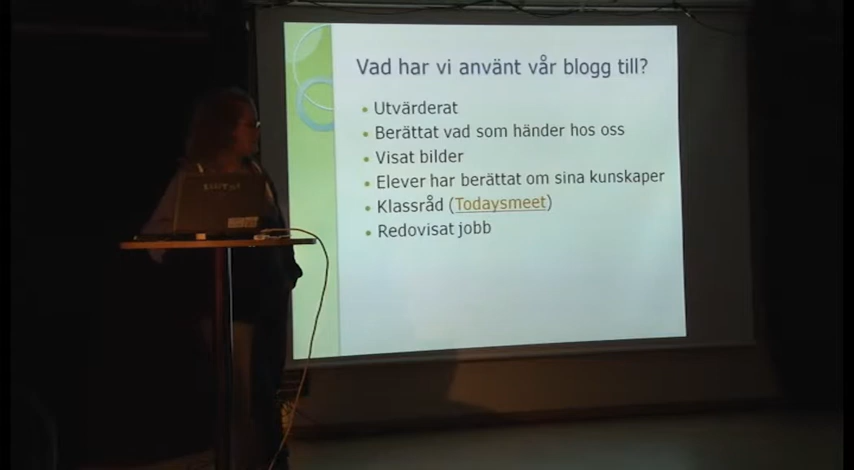 Vad har vi använt vår blogg till?
• Utvärderat
• Berättat vad som händer hos oss
• Visat bilder
• Elever har berättat om sina kunskaper
• Klassråd (Todaysmeet)
• Redovisat jobb